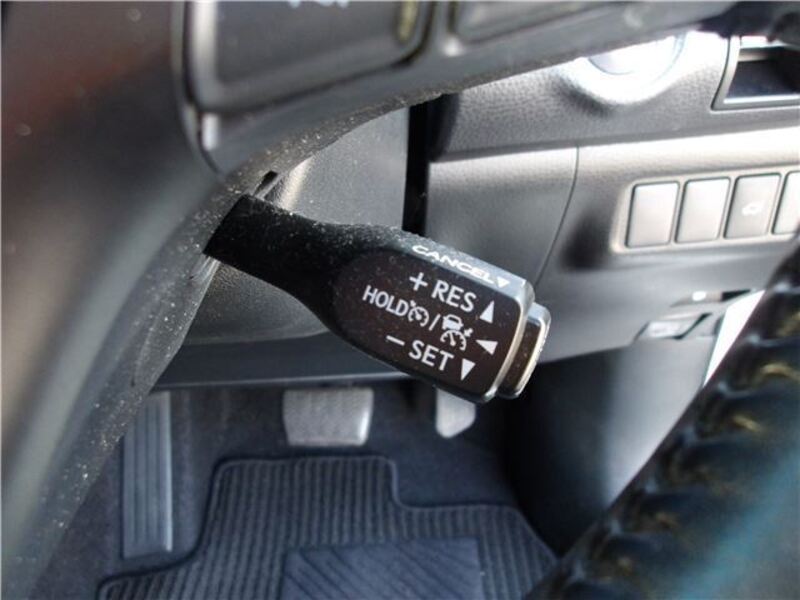 CANCEL
+ RES
HOLD /
- SET